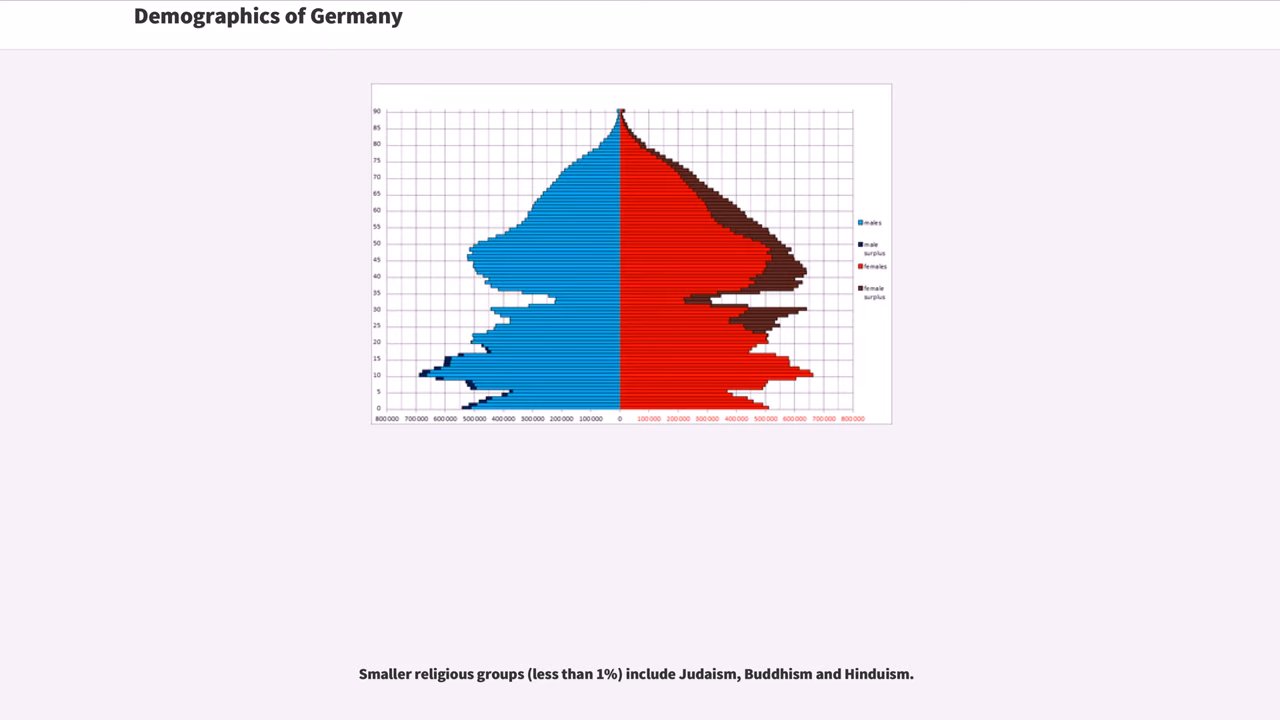 Demographics of Germany
90
85
80
75
70
65
60
55
50
45
40
35
30
25
20
15
10
5
0
800 000 700 000 600 000 500 000 400 000 300 000 200 000 100 000 0 100 000 200 000 300 000 400 000 500 000 600 000 700 000 800 000
males
male
surplus
females
female
surplus
Smaller religious groups (less than 1%) include Judaism, Buddhism and Hinduism.